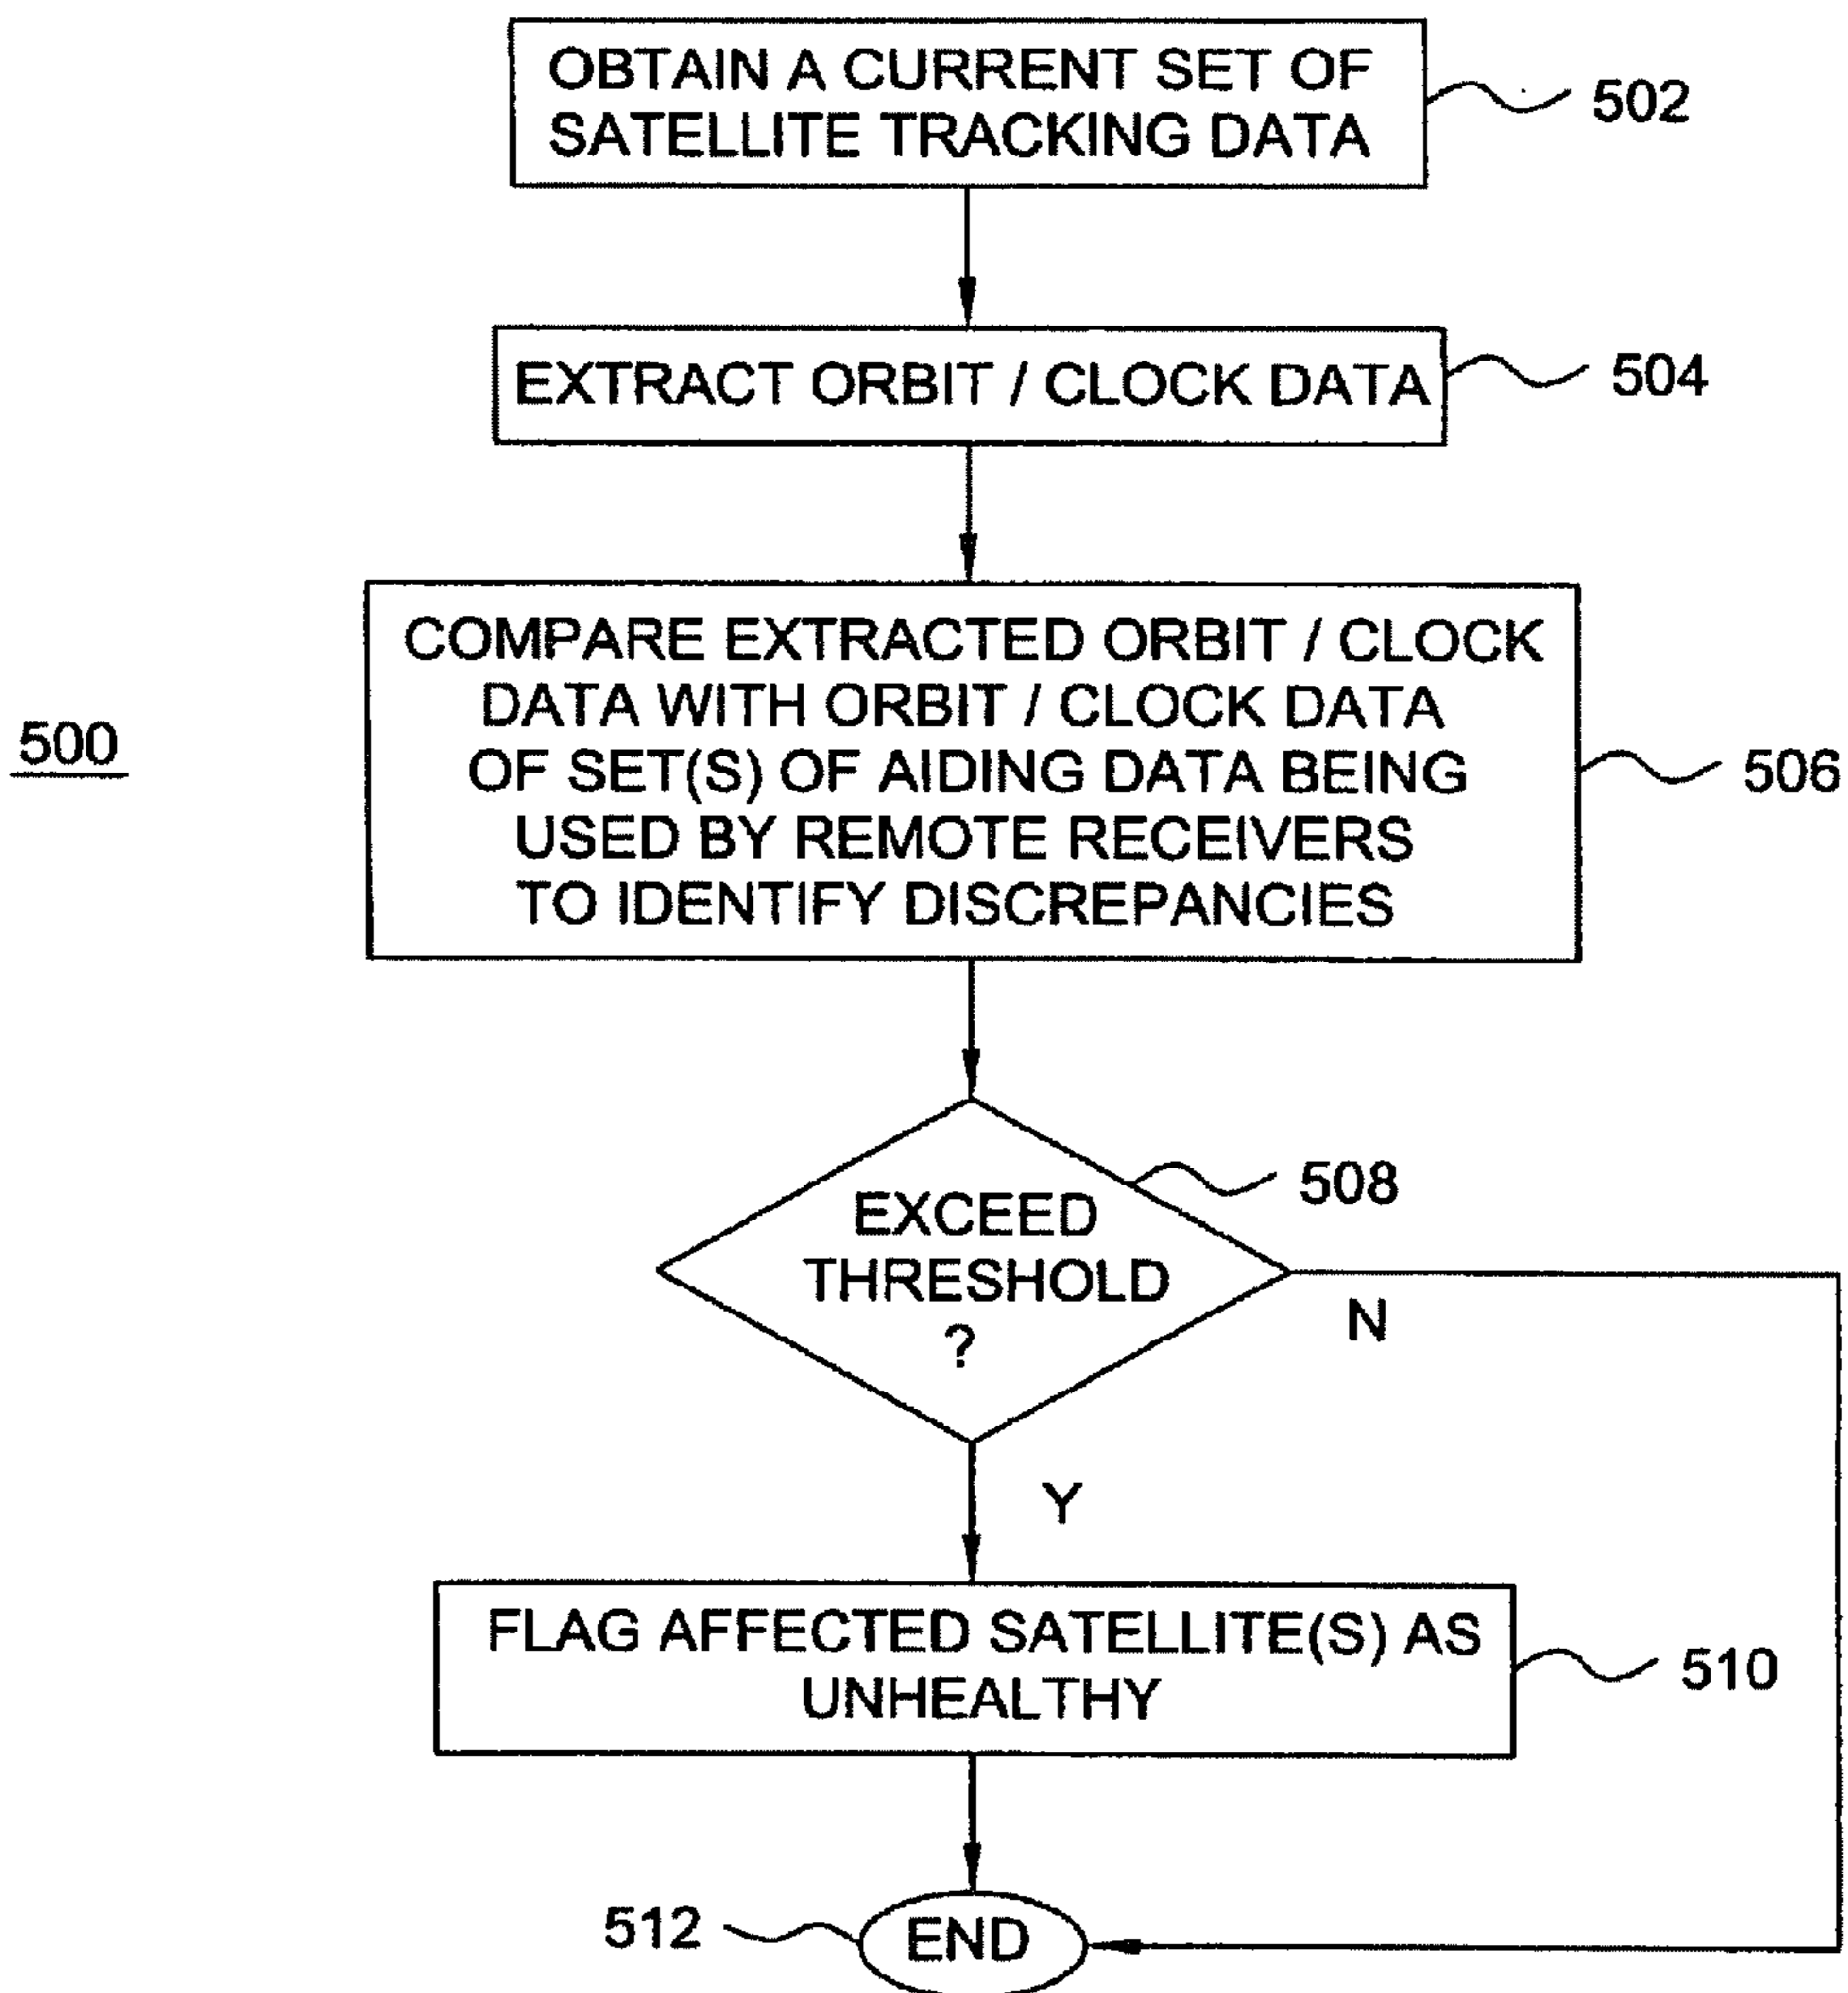 OBTAIN A CURRENT SET OF
SATELLITE TRACKING DATA
502
EXTRACT ORBIT / CLOCK DATA
504
COMPARE EXTRACTED ORBIT / CLOCK
DATA WITH ORBIT / CLOCK DATA
OF SET(S) OF AIDING DATA BEING
USED BY REMOTE RECEIVERS
TO IDENTIFY DISCREPANCIES
506
500
508
EXCEED
THRESHOLD
?
N
Y
FLAG AFFECTED SATELLITE(S) AS
UNHEALTHY
510
512
END